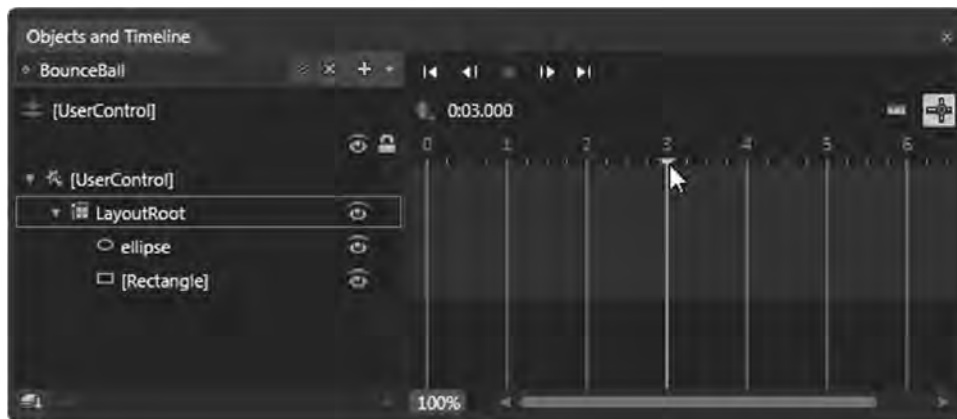 Objects and Timeline
BounceBall
[UserControl] 0:03.000
0 1 2 3 4 5 6
[UserControl]
LayoutRoot
ellipse
[Rectangle]
100%